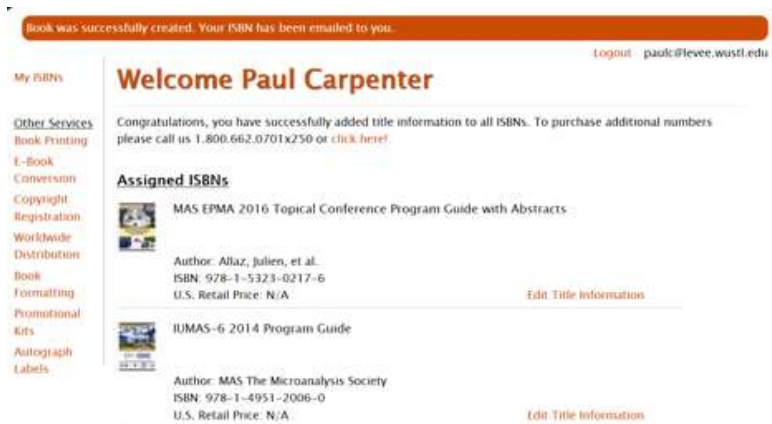 Book was successfully created. Your ISBN has been emailed to you.
Logout paulc@levee.wustl.edu
My ISBNs
Other Services
Book Printing
E-Book
Conversion
Copyright
Registration
Worldwide
Distribution
Book
Formatting
Promotional
Kits
Autograph
Labels
Welcome Paul Carpenter
Congratulations, you have successfully added title information to all ISBNs. To purchase additional numbers
please call us 1.800.662.0701x250 or click here!
Assigned ISBNs
MAS EPMA 2016 Topical Conference Program Guide with Abstracts
Author: Allaz, Julien, et al.
ISBN: 978-1-5323-0217-6
U.S. Retail Price: N/A
Edit Title Information
IUMAS-6 2014 Program Guide
Author: MAS The Microanalysis Society
ISBN: 978-1-4951-2006-0
U.S. Retail Price: N/A
Edit Title Information